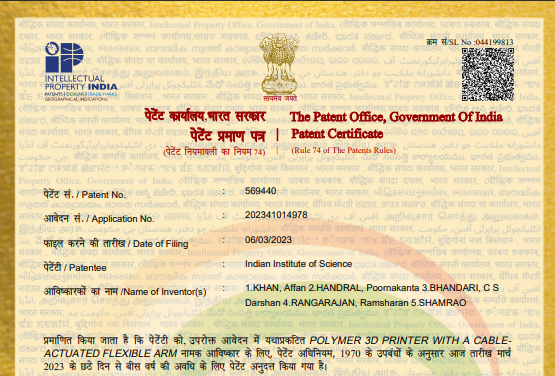 क्रम सं/SL No :044199813
INTELLECTUAL
PROPERTY INDIA
PATENTS | DESIGNS | TRADE MARKS
GEOGRAPHICAL INDICATIONS
सत्यमेव जयते
पेटेंट कार्यालय,भारत सरकार The Patent Office, Government Of India
पेटेंट प्रमाण पत्र | Patent Certificate
(पेटेंट नियमावली का नियम 74) (Rule 74 of The Patents Rules)
पेटेंट सं. / Patent No. : 569440
आवेदन सं. / Application No. : 202341014978
फाइल करने की तारीख / Date of Filing : 06/03/2023
पेटेंटी / Patentee : Indian Institute of Science
आविष्कारकों का नाम /Name of Inventor(s) : 1.KHAN, Affan 2.HANDRAL, Poornakanta 3.BHANDARI, C S
Darshan 4.RANGARAJAN, Ramsharan 5.SHAMRAO
प्रमाणित किया जाता है कि पेटेंटी को, उपरोक्त आवेदन में यथाप्रकटित POLYMER 3D PRINTER WITH A CABLE-
ACTUATED FLEXIBLE ARM नामक आविष्कार के लिए, पेटेंट अधिनियम, 1970 के उपबंधों के अनुसार आज तारीख मार्च
2023 के छठे दिन से बीस वर्ष की अवधि के लिए पेटेंट अनुदत्त किया गया है।